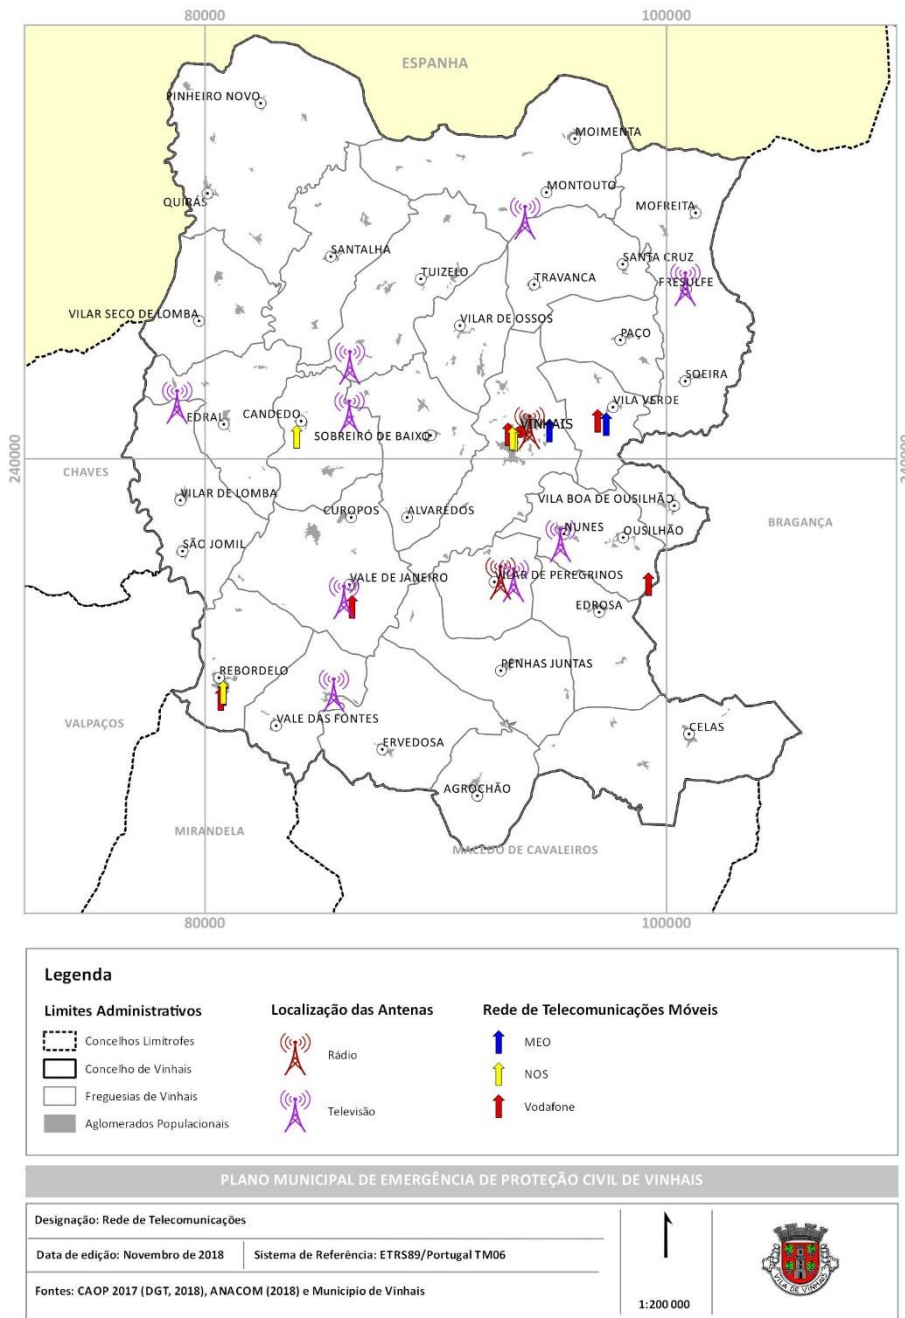 80000 100000
ESPANHA
PINHEIRO NOVO
MOIMENTA
MONTOUTO
QUIRÁS
MOFREITA
SANTALHA
SANTA CRUZ
TUIZELO
TRAVANCA
FRESULFE
VILAR SECO DE LOMBA
VILAR DE OSSOS
PAÇO
SOEIRA
VILA VERDE
EDRAL
CANDEDO
VINHAIS
SOBREIRÓ DE BAIXO
240000 240000
CHAVES
VILAR DE LOMBA
VILA BOA DE OUSILHÃO
CUROPOS
ALVAREDOS
BRAGANÇA
NUNES
OUSILHÃO
SÃO JOMIL
VALE DE JANEIRO
VILAR DE PEREGRINOS
EDROSA
REBORDELO
PENHAS JUNTAS
VALPAÇOS
VALE DAS FONTES
CELAS
ERVEDOSA
AGROCHÃO
MIRANDELA
MACEDO DE CAVALEIROS
80000 100000
Legenda
Limites Administrativos
Concelhos Limítrofes
Concelho de Vinhais
Freguesias de Vinhais
Aglomerados Populacionais
Localização das Antenas
Rádio
Televisão
Rede de Telecomunicações Móveis
MEO
NOS
Vodafone
PLANO MUNICIPAL DE EMERGÊNCIA DE PROTEÇÃO CIVIL DE VINHAIS
Designação: Rede de Telecomunicações
Data de edição: Novembro de 2018 Sistema de Referência: ETRS89/Portugal TM06
Fontes: CAOP 2017 (DGT, 2018), ANACOM (2018) e Município de Vinhais
1:200 000
VILA DE VINHAIS